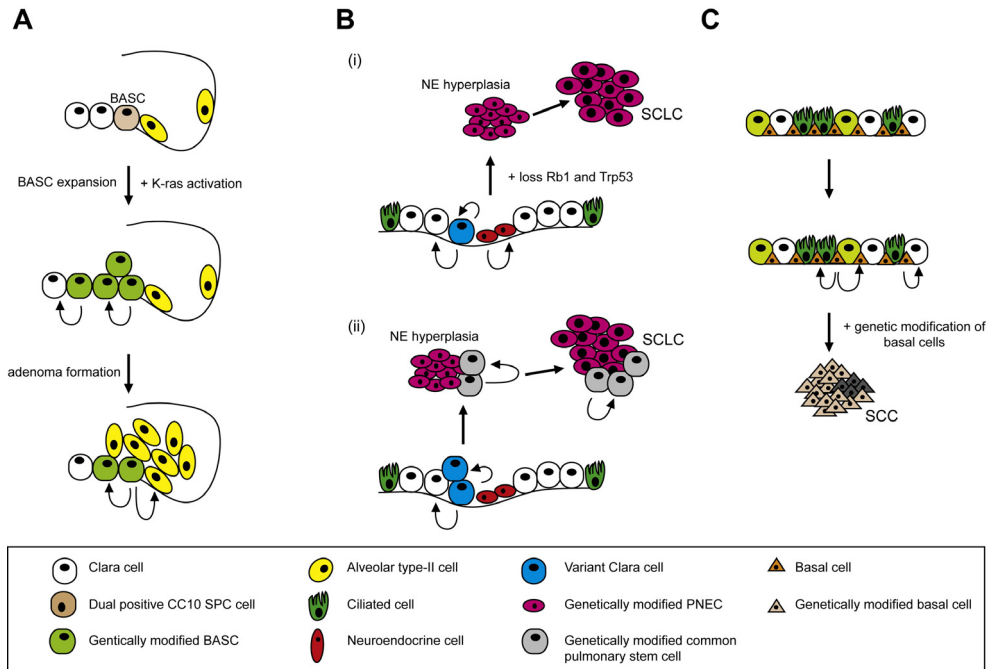 A
BASC
BASC expansion
+ K-ras activation
adenoma formation
B
(i)
NE hyperplasia
SCLC
+ loss Rb1 and Trp53
(ii)
NE hyperplasia
SCLC
C
+ genetic modification of
basal cells
SCC
Clara cell
Alveolar type-II cell
Variant Clara cell
Basal cell
Dual positive CC10 SPC cell
Ciliated cell
Genetically modified PNEC
Genetically modified basal cell
Gentically modified BASC
Neuroendocrine cell
Genetically modified common
pulmonary stem cell